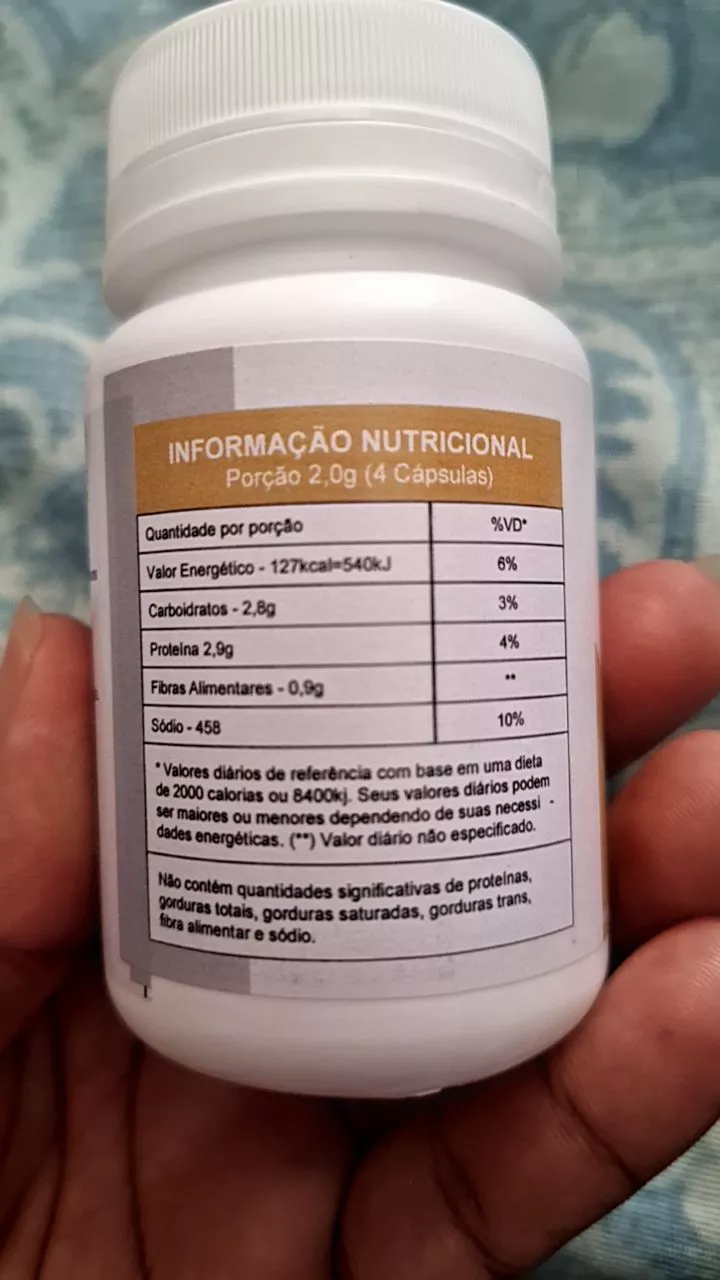 INFORMAÇÃO NUTRICIONAL
Porção 2,0g (4 Cápsulas)
Quantidade por porção %VD*
Valor Energético - 127kcal=540kJ 6%
Carboidratos - 2,8g 3%
Proteína 2,9g 4%
Fibras Alimentares - 0,9g **
Sódio - 458 10%
* Valores diários de referência com base em uma dieta
de 2000 calorias ou 8400kj. Seus valores diários podem
ser maiores ou menores dependendo de suas necessi -
dades energéticas. (**) Valor diário não especificado.
Não contém quantidades significativas de proteínas,
gorduras totais, gorduras saturadas, gorduras trans,
fibra alimentar e sódio.